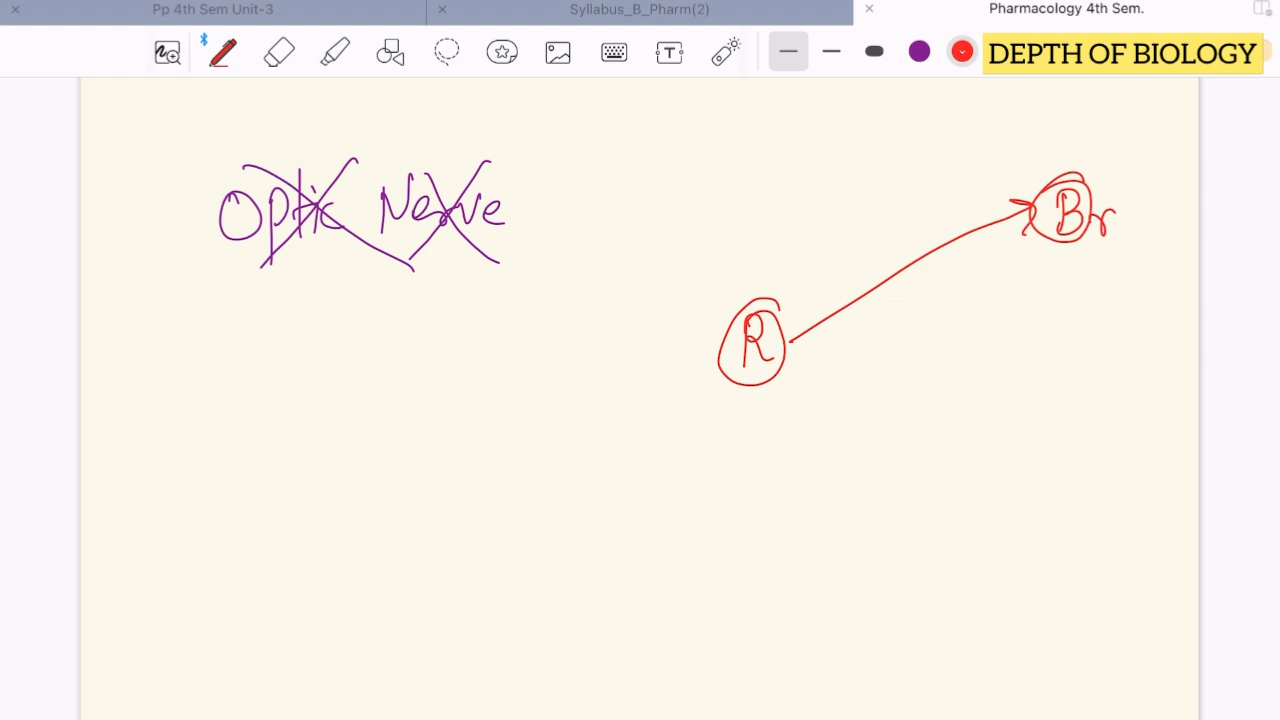 Pp 4th Sem Unit-3
Syllabus_B_Pharm(2)
Pharmacology 4th Sem.
T
DEPTH OF BIOLOGY
Optic Nerve
Br
R